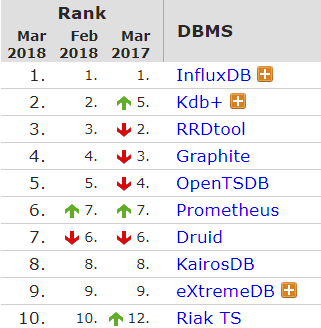 Rank
DBMS
Mar 2018 Feb 2018 Mar 2017
1. 1. 1. InfluxDB
2. 2. 5. Kdb+
3. 3. 2. RRDtool
4. 4. 3. Graphite
5. 5. 4. OpenTSDB
6. 7. 7. Prometheus
7. 6. 6. Druid
8. 8. 8. KairosDB
9. 9. 9. eXtremeDB
10. 10. 12. Riak TS